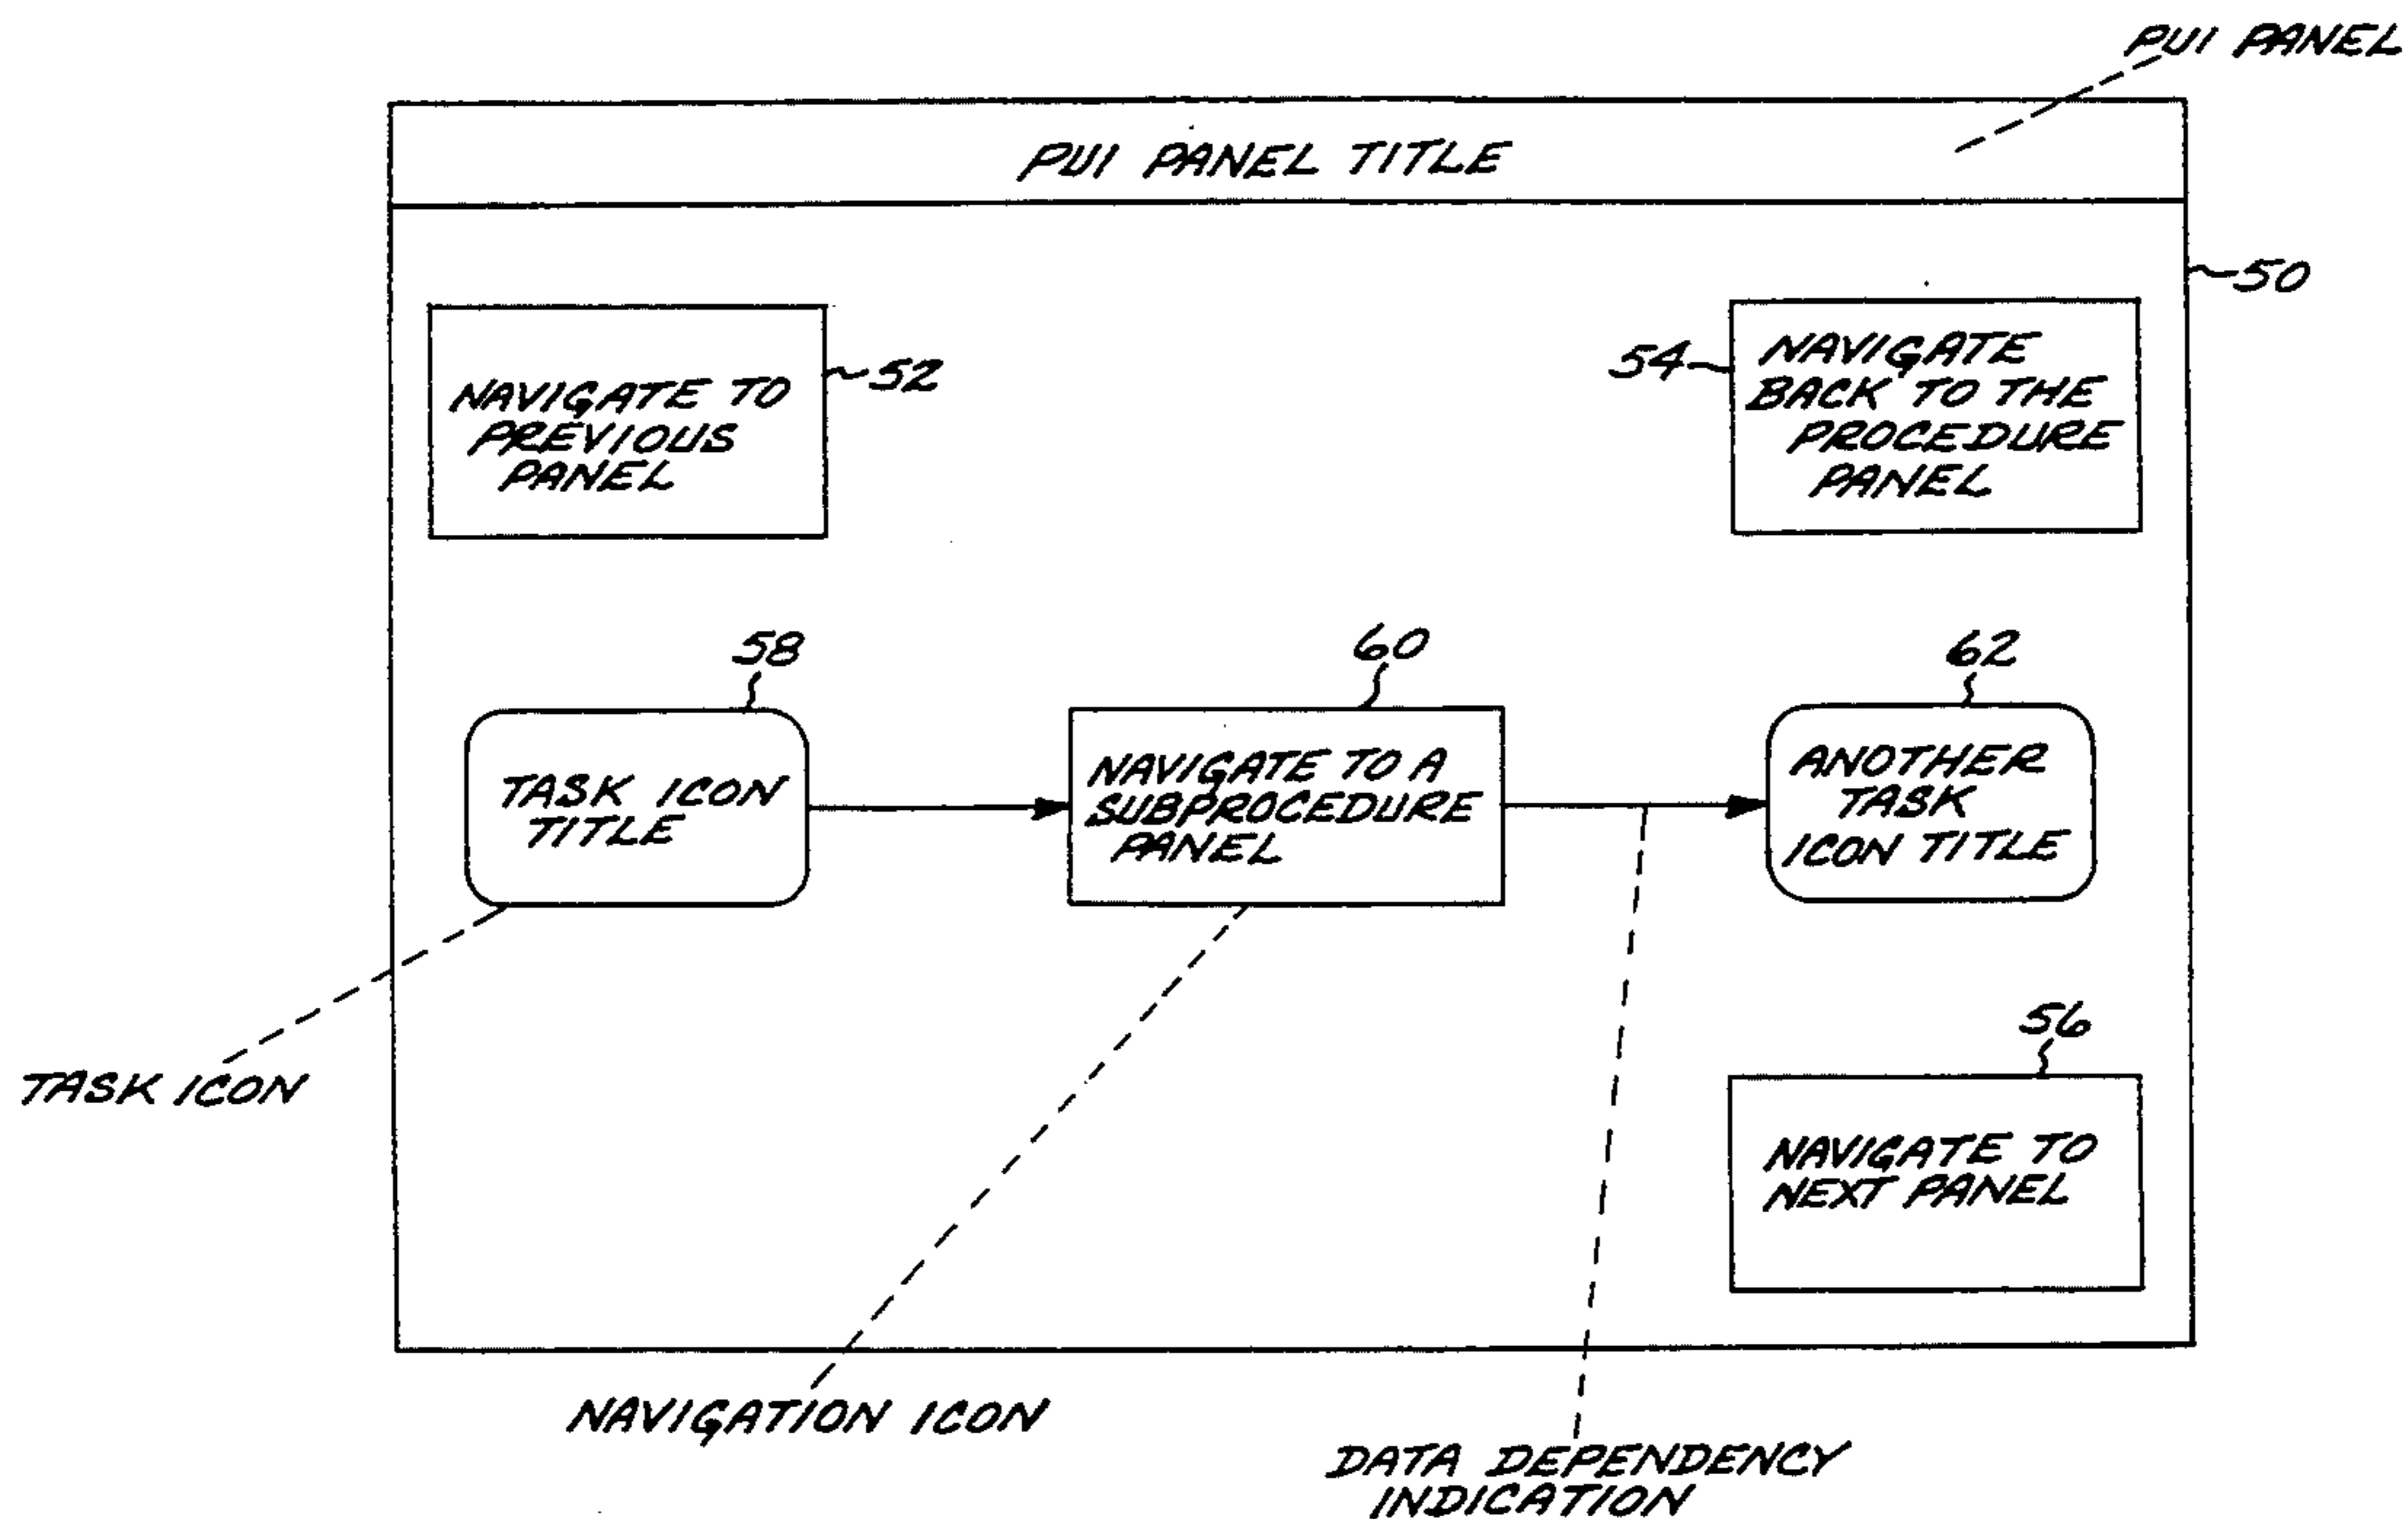 PUI PANEL
PUI PANEL TITLE
50
NAVIGATE TO
PREVIOUS
PANEL
52
54
NAVIGATE
BACK TO THE
PROCEDURE
PANEL
58
60
62
TASK ICON
TITLE
NAVIGATE TO A
SUBPROCEDURE
PANEL
ANOTHER
TASK
ICON TITLE
56
TASK ICON
NAVIGATE TO
NEXT PANEL
NAVIGATION ICON
DATA DEPENDENCY
INDICATION